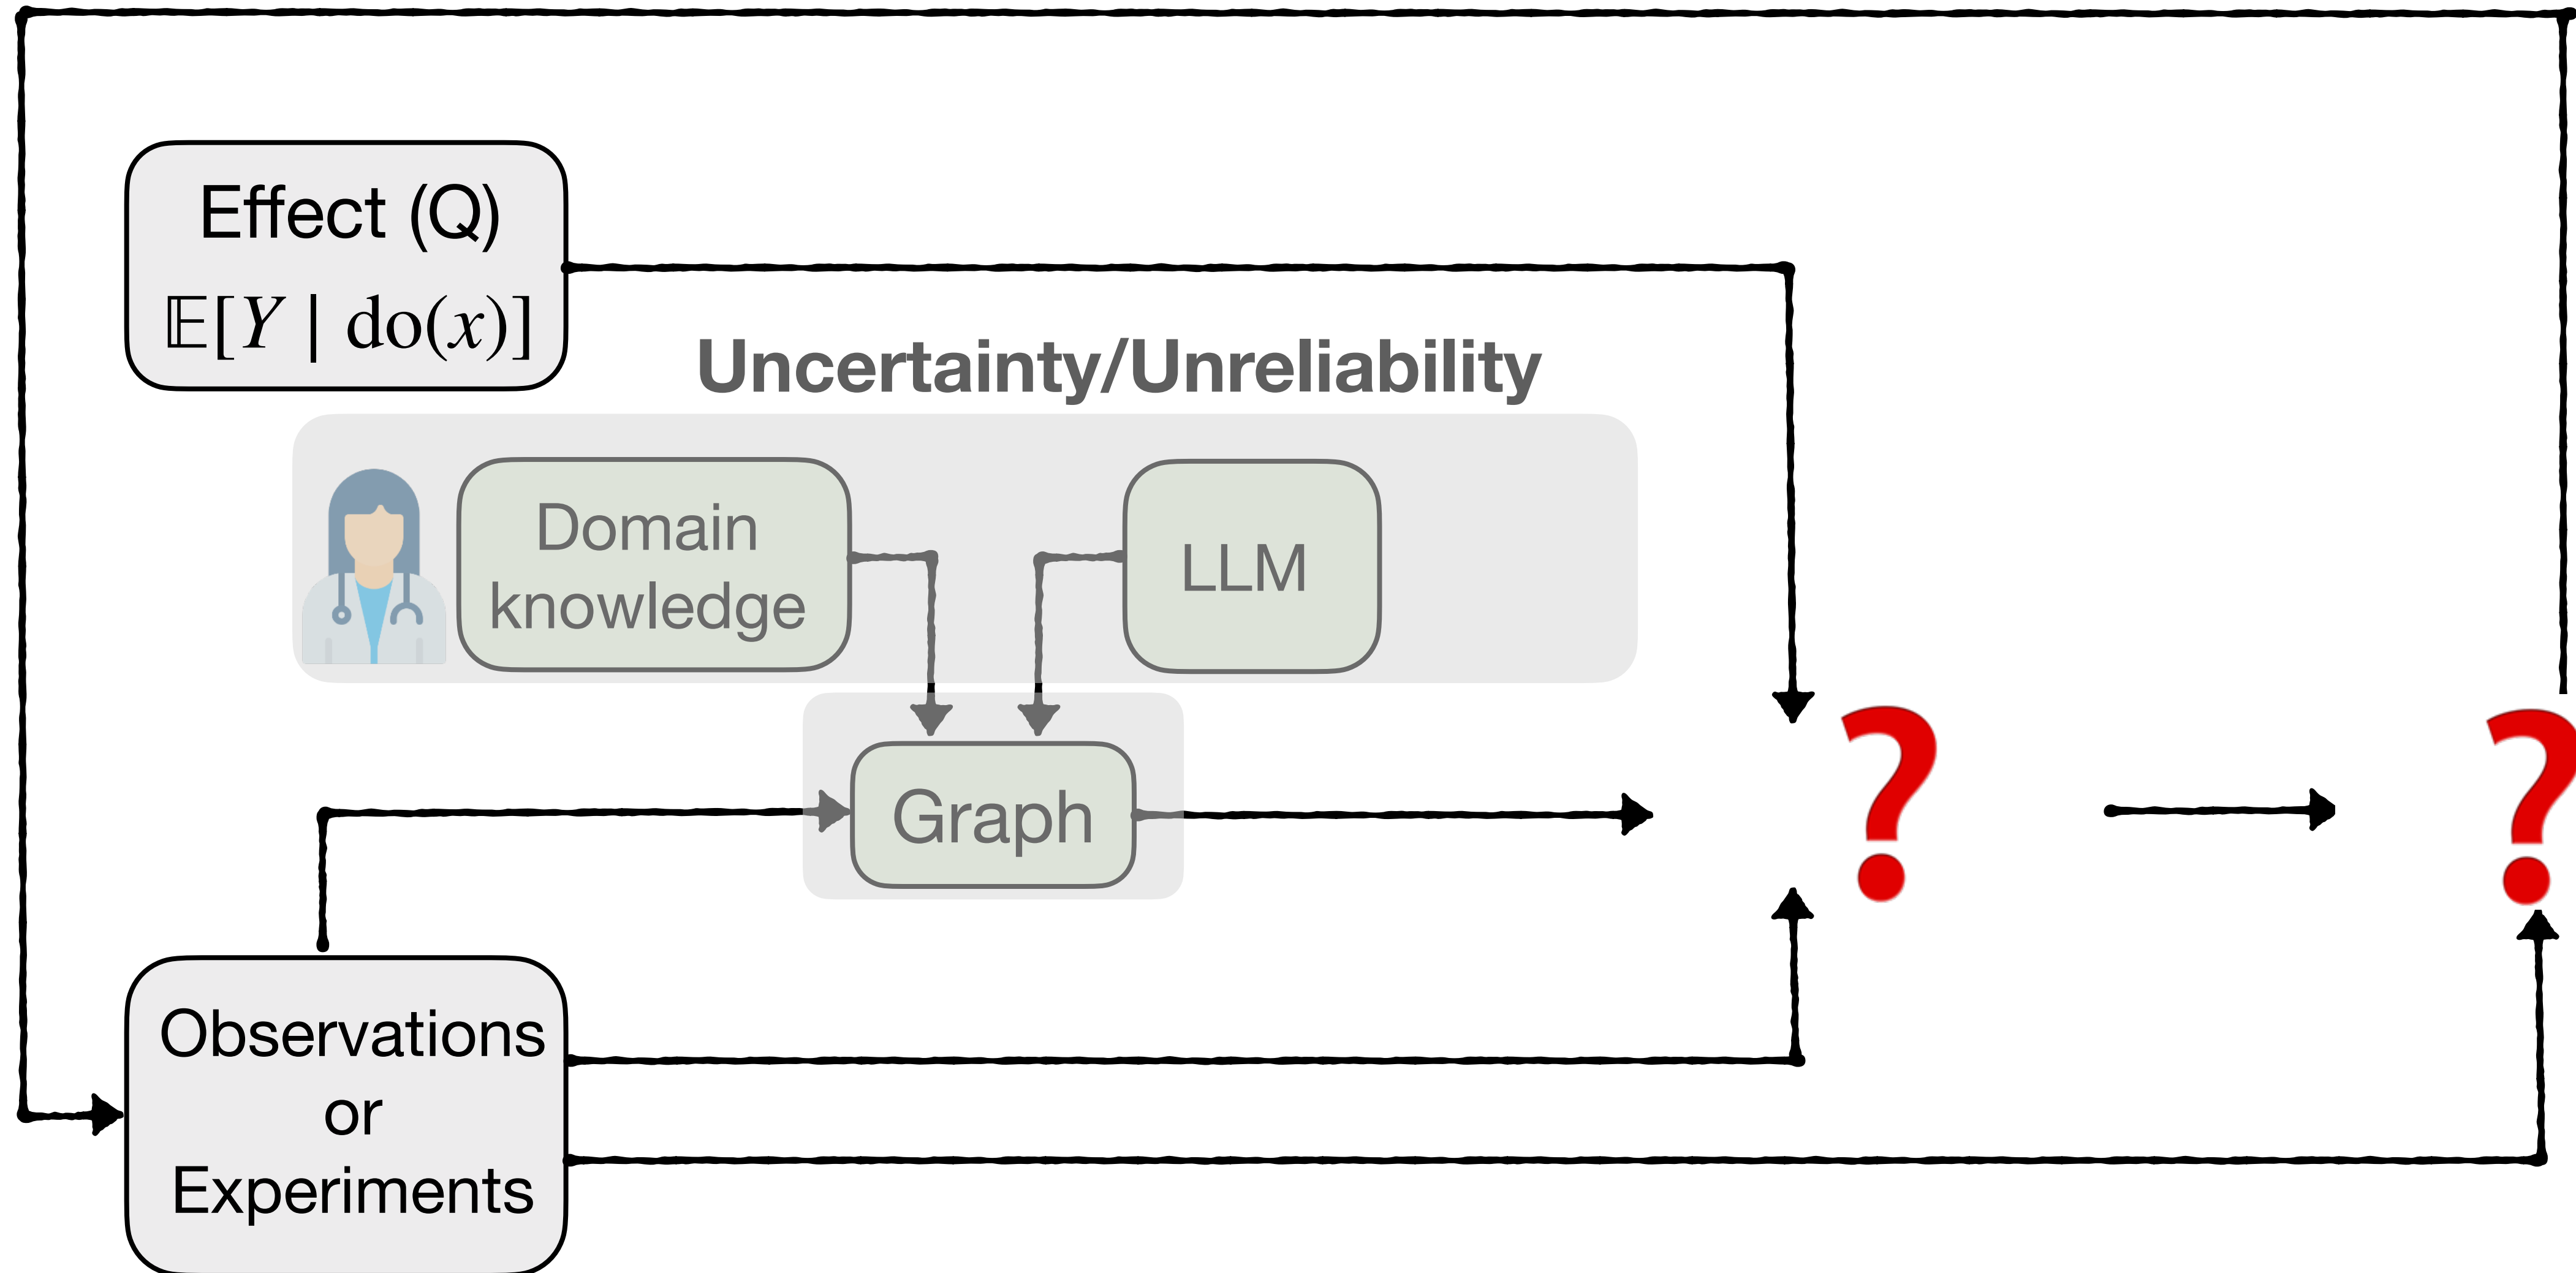 Effect (Q)
𝔼[Y | do(x)]
Uncertainty/Unreliability
Domain
knowledge
LLM
Graph
?
?
Observations
or
Experiments